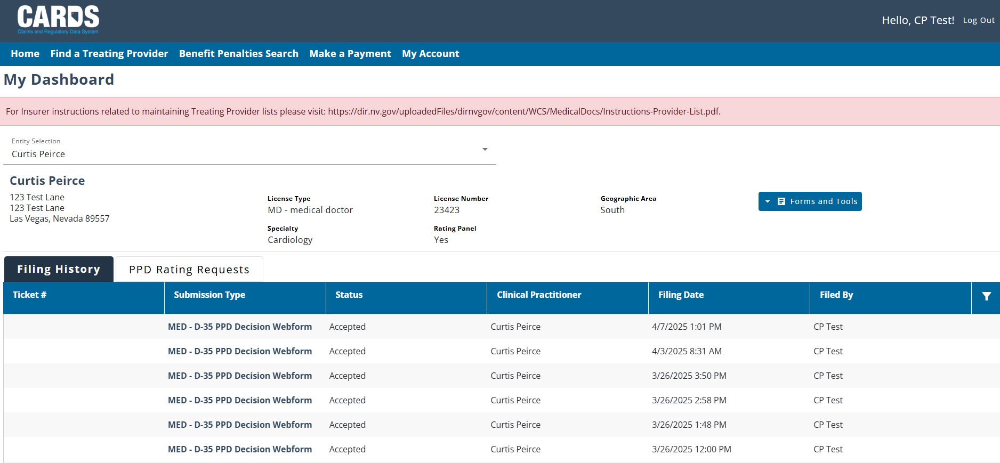 CARDS
Claims and Regulatory Data System
Hello, CP Test! Log Out
Home Find a Treating Provider Benefit Penalties Search Make a Payment My Account
My Dashboard
For Insurer instructions related to maintaining Treating Provider lists please visit: https://dir.nv.gov/uploadedFiles/dirnvgov/content/WCS/MedicalDocs/Instructions-Provider-List.pdf.
Entity Selection
Curtis Peirce
Curtis Peirce
123 Test Lane
123 Test Lane
Las Vegas, Nevada 89557
License Type
MD - medical doctor
License Number
23423
Geographic Area
South
Forms and Tools
Specialty
Cardiology
Rating Panel
Yes
Filing History PPD Rating Requests
Ticket # Submission Type Status Clinical Practitioner Filing Date Filed By
MED - D-35 PPD Decision Webform Accepted Curtis Peirce 4/7/2025 1:01 PM CP Test
MED - D-35 PPD Decision Webform Accepted Curtis Peirce 4/3/2025 8:31 AM CP Test
MED - D-35 PPD Decision Webform Accepted Curtis Peirce 3/26/2025 3:50 PM CP Test
MED - D-35 PPD Decision Webform Accepted Curtis Peirce 3/26/2025 2:58 PM CP Test
MED - D-35 PPD Decision Webform Accepted Curtis Peirce 3/26/2025 1:48 PM CP Test
MED - D-35 PPD Decision Webform Accepted Curtis Peirce 3/26/2025 12:00 PM CP Test